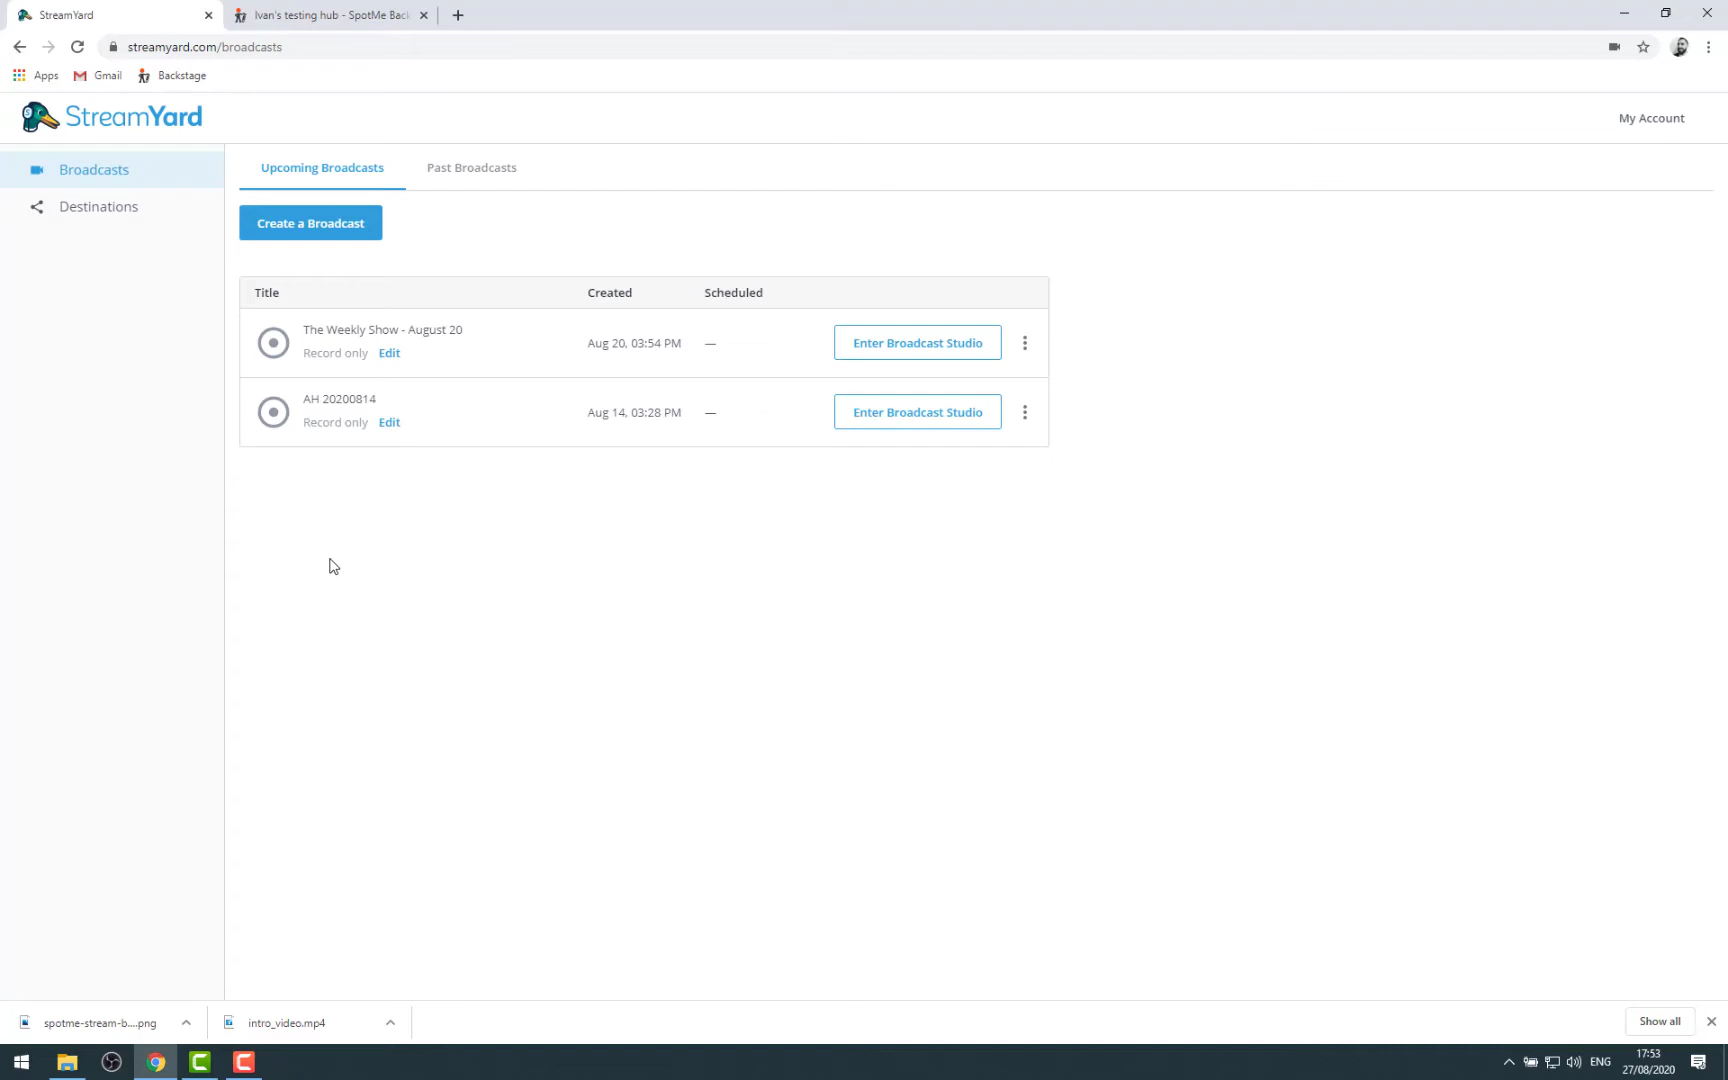 StreamYard
Ivan's testing hub - SpotMe Back
streamyard.com/broadcasts
Apps
Gmail
Backstage
StreamYard
My Account
Broadcasts
Destinations
Upcoming Broadcasts
Past Broadcasts
Create a Broadcast
Title Created Scheduled
The Weekly Show - August 20
Record only Edit
Aug 20, 03:54 PM —
Enter Broadcast Studio
AH 20200814
Record only Edit
Aug 14, 03:28 PM —
Enter Broadcast Studio
spotme-stream-b....png
intro_video.mp4
Show all
ENG
17:53
27/08/2020